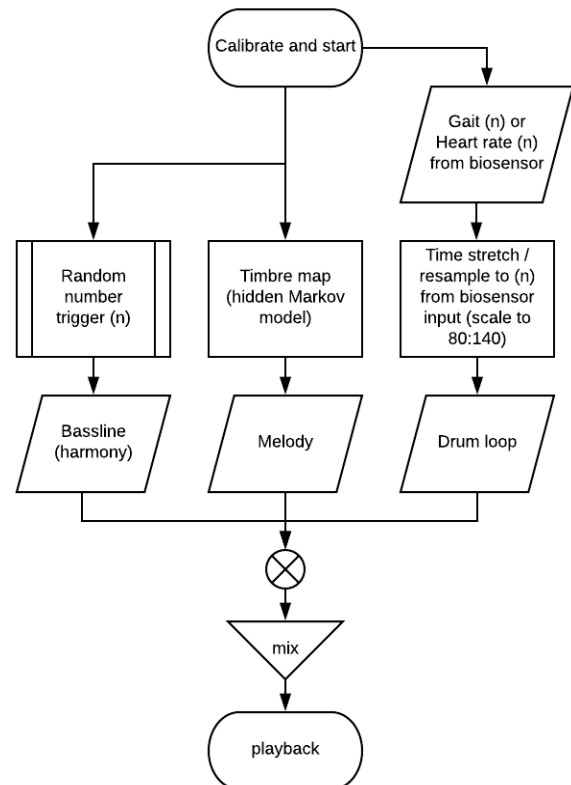 Calibrate and start
Gait (n) or
Heart rate (n)
from biosensor
Random
number
trigger (n)
Timbre map
(hidden Markov
model)
Time stretch /
resample to (n)
from biosensor
input (scale to
80:140)
Bassline
(harmony)
Melody
Drum loop
mix
playback